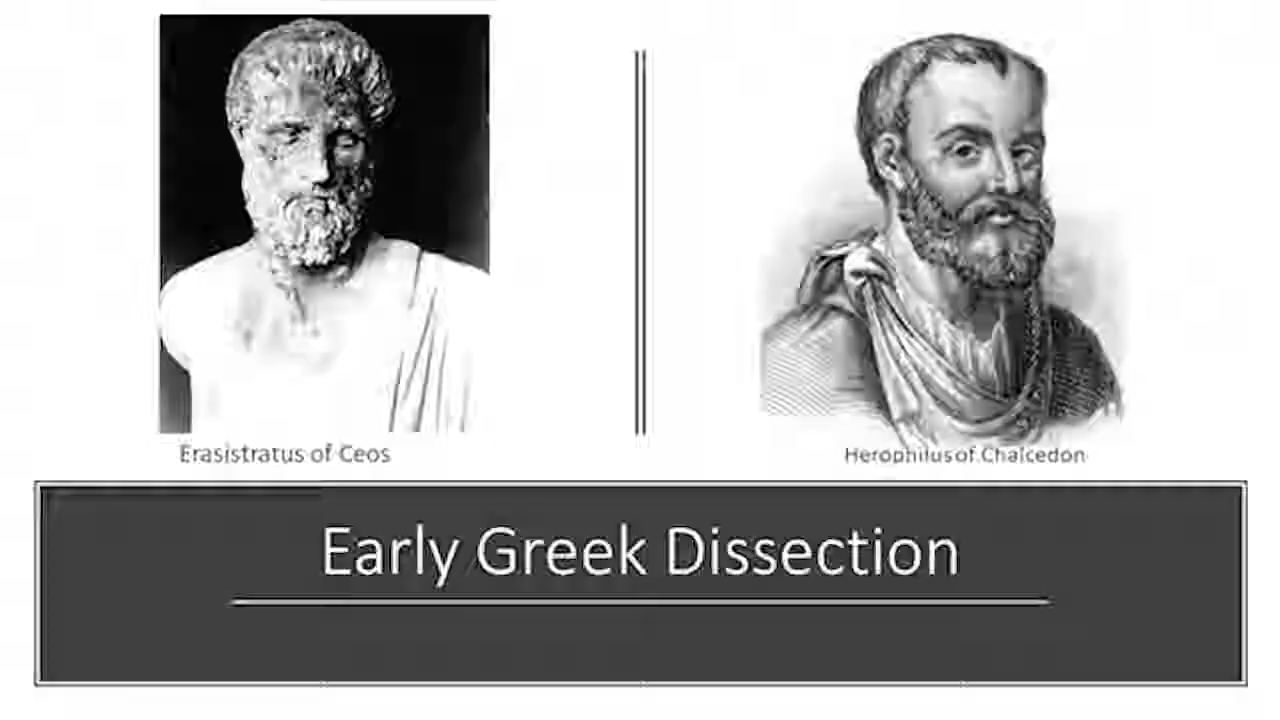 Erasistratus of Ceos
Herophilus of Chalcedon
Early Greek Dissection